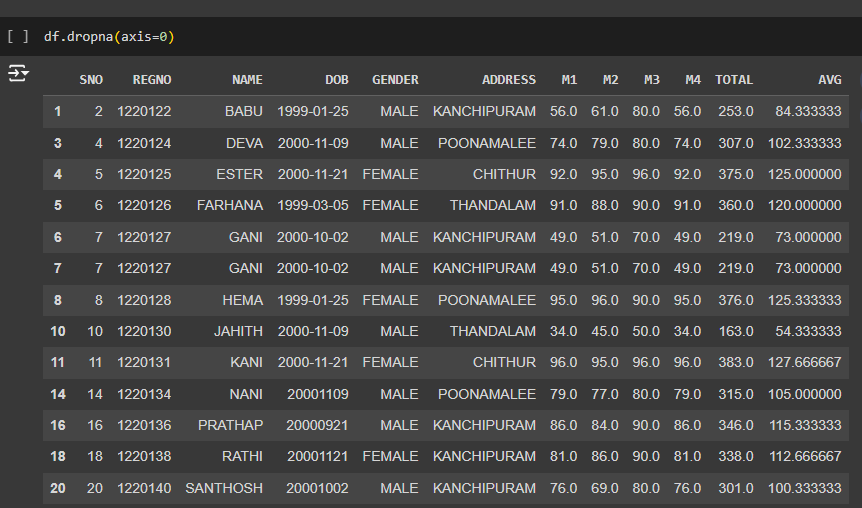 [ ] df.dropna(axis=0)
SNO REGNO NAME DOB GENDER ADDRESS M1 M2 M3 M4 TOTAL AVG
1 2 1220122 BABU 1999-01-25 MALE KANCHIPURAM 56.0 61.0 80.0 56.0 253.0 84.333333
3 4 1220124 DEVA 2000-11-09 MALE POONAMALEE 74.0 79.0 80.0 74.0 307.0 102.333333
4 5 1220125 ESTER 2000-11-21 FEMALE CHITHUR 92.0 95.0 96.0 92.0 375.0 125.000000
5 6 1220126 FARHANA 1999-03-05 FEMALE THANDALAM 91.0 88.0 90.0 91.0 360.0 120.000000
6 7 1220127 GANI 2000-10-02 MALE KANCHIPURAM 49.0 51.0 70.0 49.0 219.0 73.000000
7 7 1220127 GANI 2000-10-02 MALE KANCHIPURAM 49.0 51.0 70.0 49.0 219.0 73.000000
8 8 1220128 HEMA 1999-01-25 FEMALE POONAMALEE 95.0 96.0 90.0 95.0 376.0 125.333333
10 10 1220130 JAHITH 2000-11-09 MALE THANDALAM 34.0 45.0 50.0 34.0 163.0 54.333333
11 11 1220131 KANI 2000-11-21 FEMALE CHITHUR 96.0 95.0 96.0 96.0 383.0 127.666667
14 14 1220134 NANI 20001109 MALE POONAMALEE 79.0 77.0 80.0 79.0 315.0 105.000000
16 16 1220136 PRATHAP 20000921 MALE KANCHIPURAM 86.0 84.0 90.0 86.0 346.0 115.333333
18 18 1220138 RATHI 20001121 FEMALE KANCHIPURAM 81.0 86.0 90.0 81.0 338.0 112.666667
20 20 1220140 SANTHOSH 20001002 MALE KANCHIPURAM 76.0 69.0 80.0 76.0 301.0 100.333333